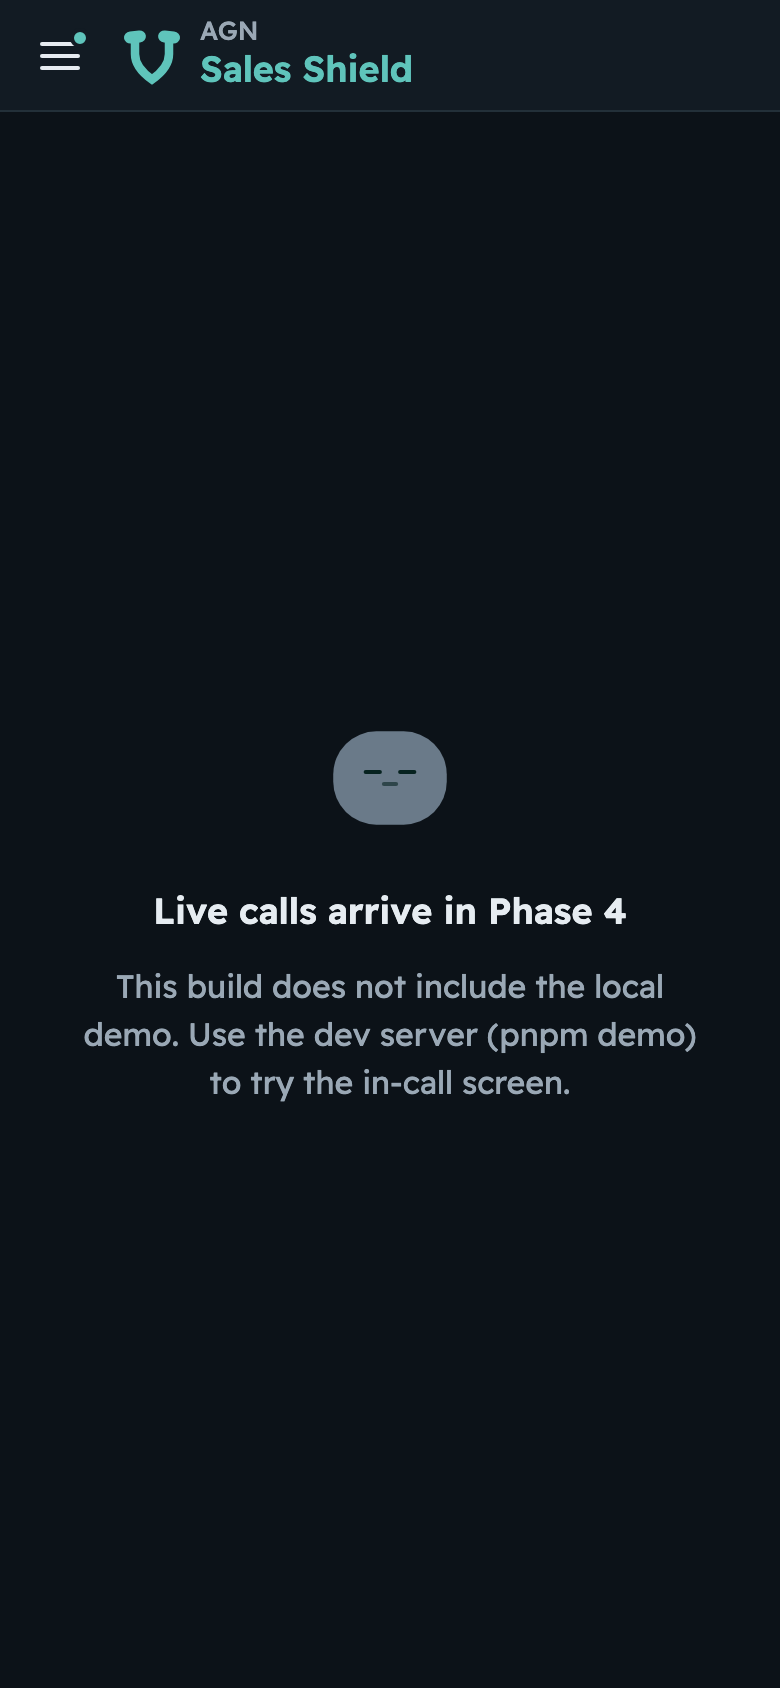 AGN
Sales Shield
Live calls arrive in Phase 4
This build does not include the local
demo. Use the dev server (pnpm demo)
to try the in-call screen.